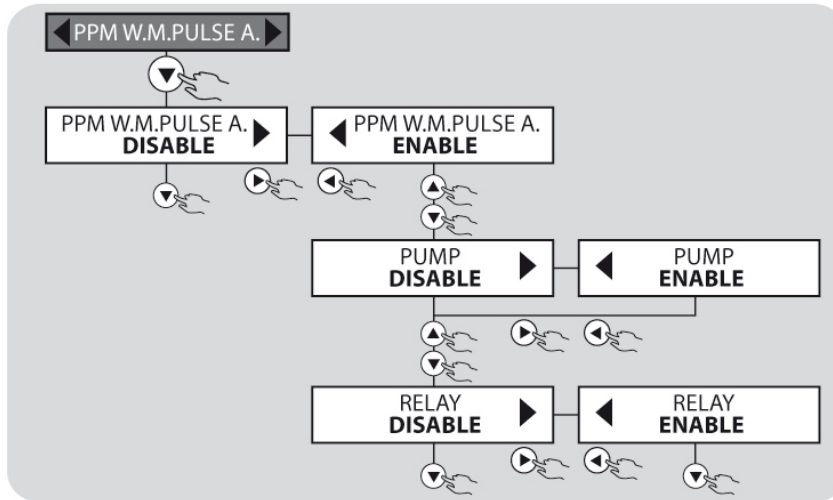 PPM W.M.PULSE A.
PPM W.M.PULSE A.
DISABLE
PPM W.M.PULSE A.
ENABLE
PUMP
DISABLE
PUMP
ENABLE
RELAY
DISABLE
RELAY
ENABLE